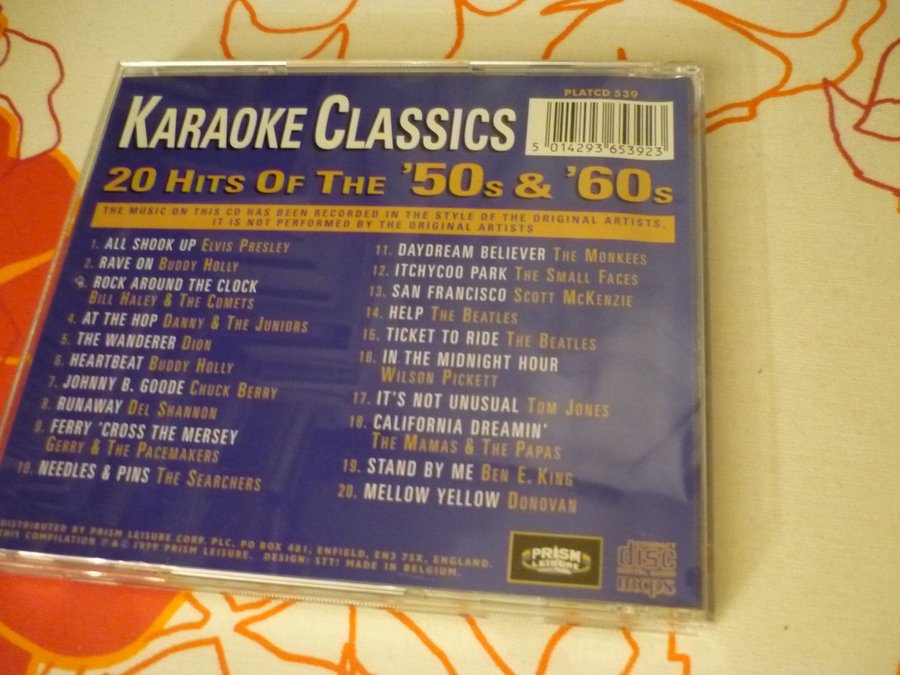 PLATCD 539
KARAOKE CLASSICS
5 014293 653923
20 HITS OF THE '50s & '60s
THE MUSIC ON THIS CD HAS BEEN RECORDED IN THE STYLE OF THE ORIGINAL ARTISTS.
IT IS NOT PERFORMED BY THE ORIGINAL ARTISTS
1. ALL SHOOK UP ELVIS PRESLEY
2. RAVE ON BUDDY HOLLY
3. ROCK AROUND THE CLOCK
BILL HALEY & THE COMETS
4. AT THE HOP DANNY & THE JUNIORS
5. THE WANDERER DION
6. HEARTBEAT BUDDY HOLLY
7. JOHNNY B. GOODE CHUCK BERRY
8. RUNAWAY DEL SHANNON
9. FERRY 'CROSS THE MERSEY
GERRY & THE PACEMAKERS
10. NEEDLES & PINS THE SEARCHERS
11. DAYDREAM BELIEVER THE MONKEES
12. ITCHYCOO PARK THE SMALL FACES
13. SAN FRANCISCO SCOTT MCKENZIE
14. HELP THE BEATLES
15. TICKET TO RIDE THE BEATLES
16. IN THE MIDNIGHT HOUR
WILSON PICKETT
17. IT'S NOT UNUSUAL TOM JONES
18. CALIFORNIA DREAMIN'
THE MAMAS & THE PAPAS
19. STAND BY ME BEN E. KING
20. MELLOW YELLOW DONOVAN
DISTRIBUTED BY PRISM LEISURE CORP. PLC, PO BOX 481, ENFIELD, EN3 7SX, ENGLAND.
THIS COMPILATION ℗ & © 1999 PRISM LEISURE. DESIGN: STT! MADE IN BELGIUM.
PRISM
LEISURE
COMPACT
disc
DIGITAL AUDIO
mcps